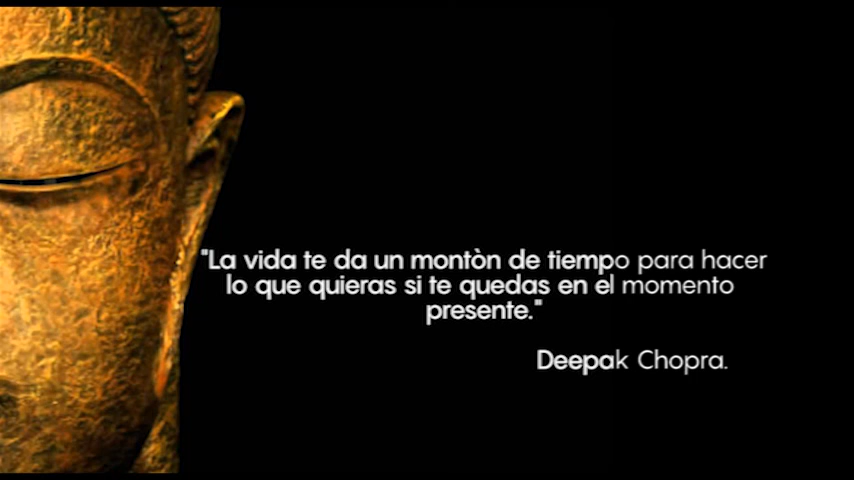 "La vida te da un montòn de tiempo para hacer
lo que quieras si te quedas en el momento
presente."
Deepak Chopra.